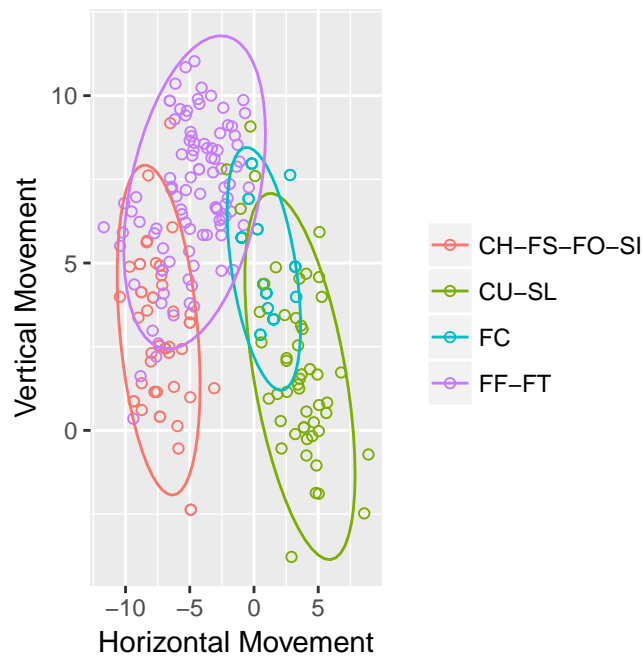 10
5
0
−10
−5
0
5
Horizontal Movement
Vertical Movement
CH−FS−FO−SI
CU−SL
FC
FF−FT